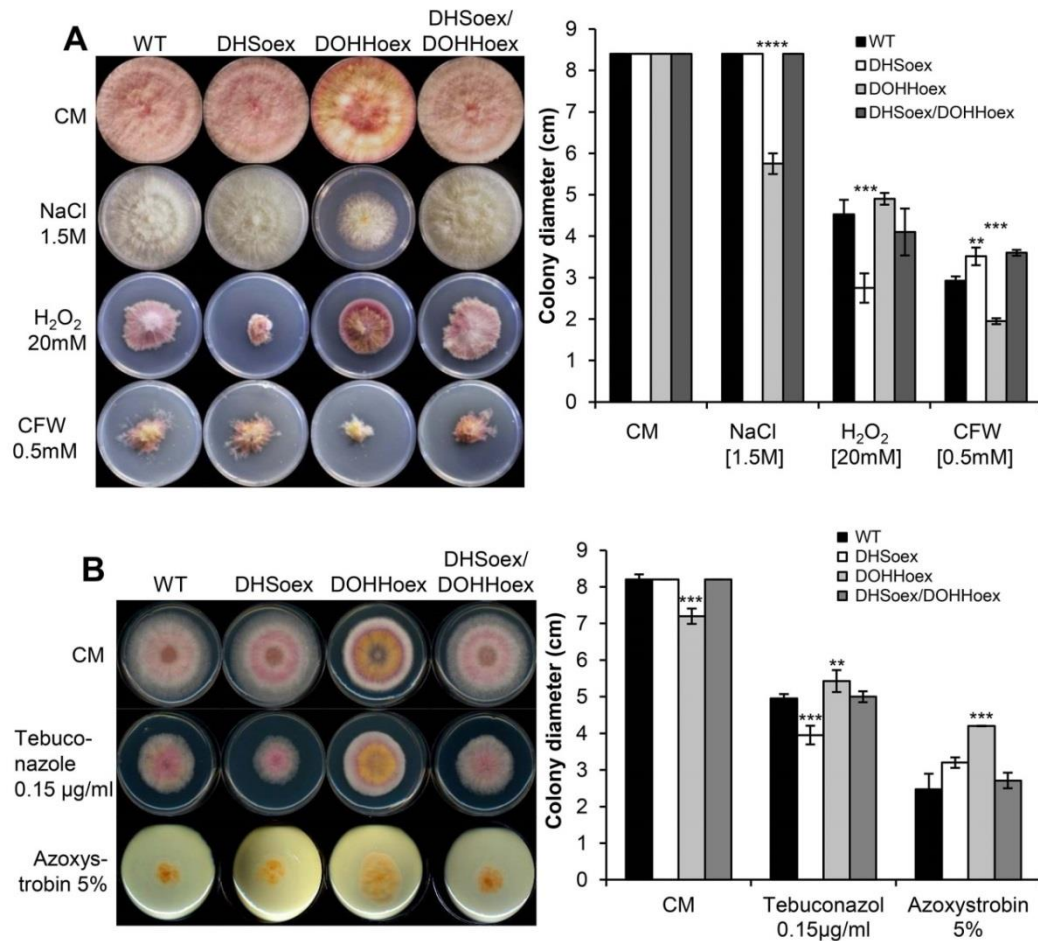 A
WT
DHSoex
DOHHoex
DHSoex/
DOHHoex
CM
NaCl
1.5M
H₂O₂
20mM
CFW
0.5mM
Colony diameter (cm)
9
8
7
6
5
4
3
2
1
0
****
***
**
***
WT
DHSoex
DOHHoex
DHSoex/DOHHoex
CM
NaCl
[1.5M]
H₂O₂
[20mM]
CFW
[0.5mM]
B
WT
DHSoex
DOHHoex
DHSoex/
DOHHoex
CM
Tebuco-
nazole
0.15 µg/ml
Azoxys-
trobin 5%
Colony diameter (cm)
9
8
7
6
5
4
3
2
1
0
***
***
**
***
WT
DHSoex
DOHHoex
DHSoex/DOHHoex
CM
Tebuconazol
0.15µg/ml
Azoxystrobin
5%